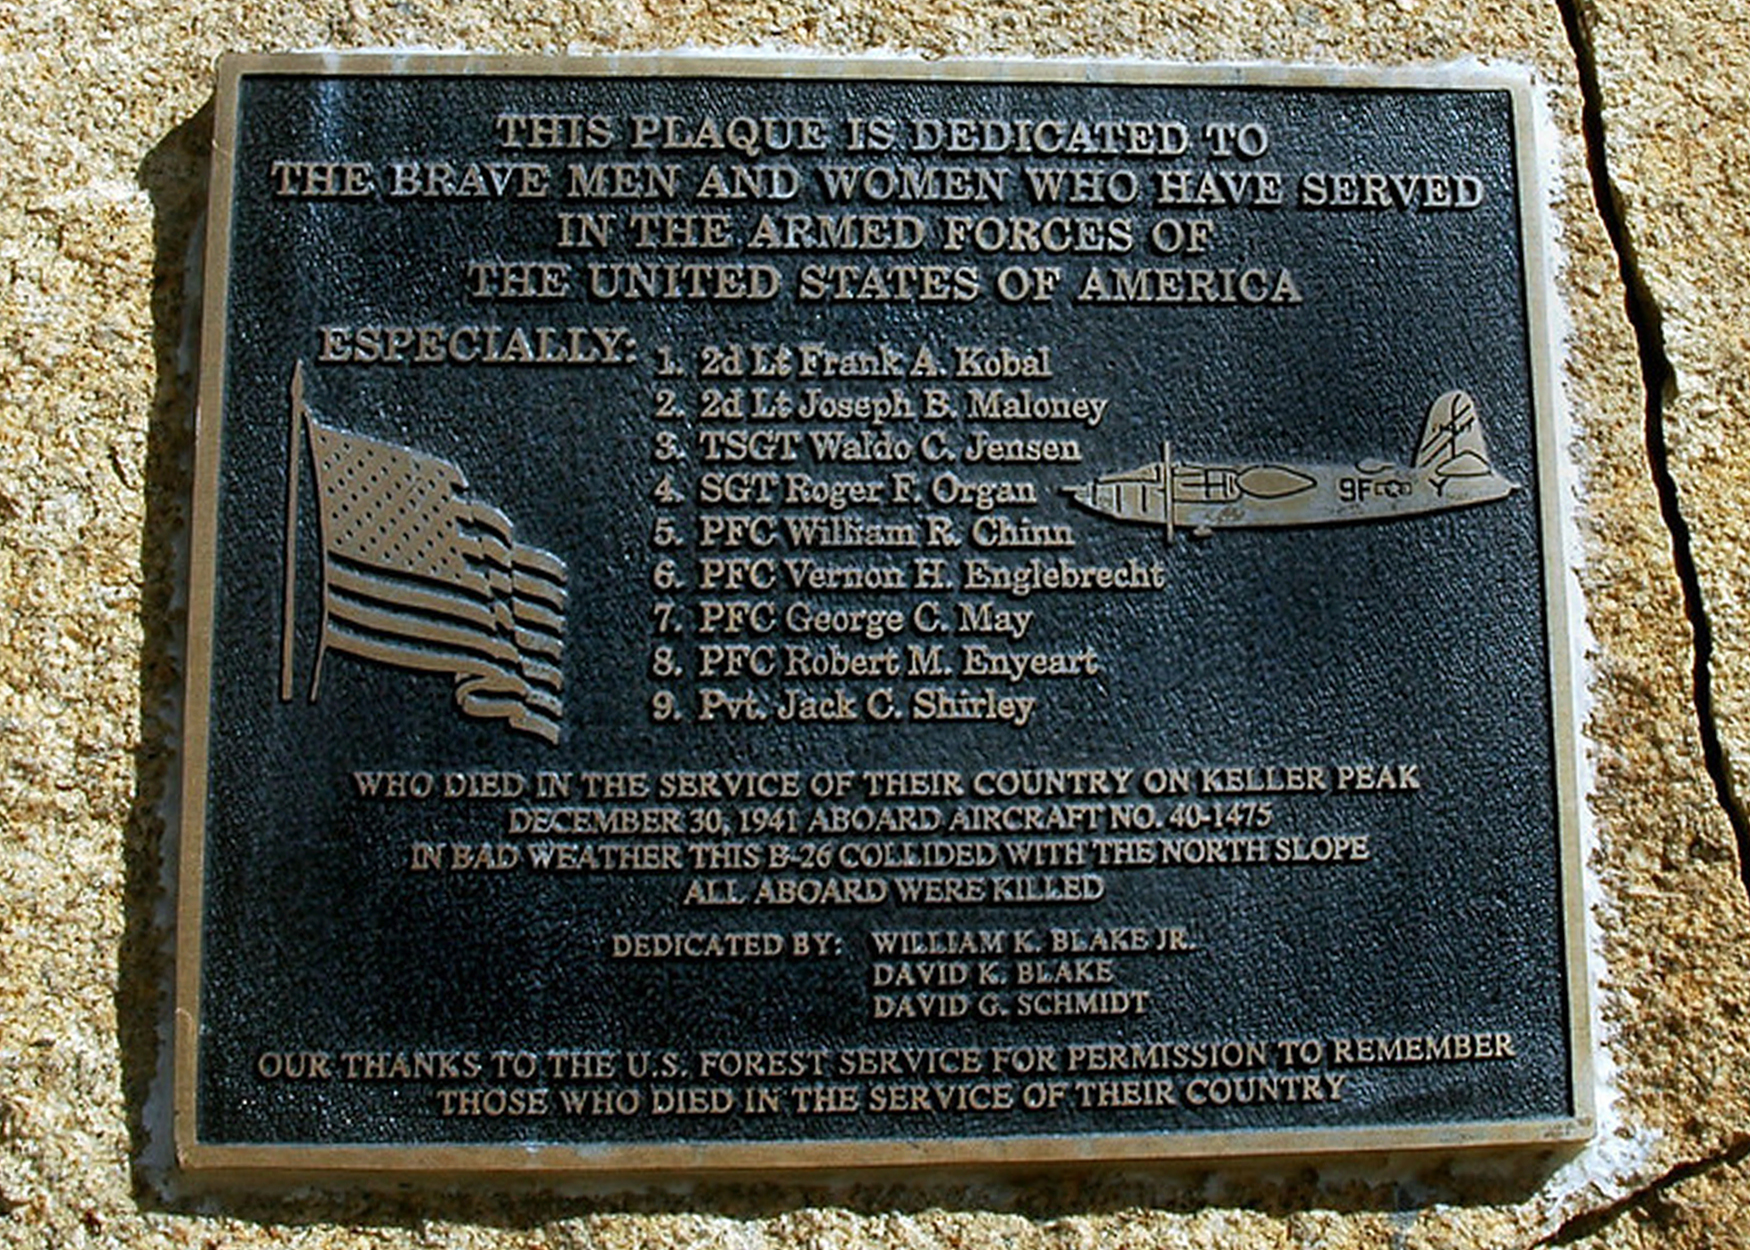 THIS PLAQUE IS DEDICATED TO
THE BRAVE MEN AND WOMEN WHO HAVE SERVED
IN THE ARMED FORCES OF
THE UNITED STATES OF AMERICA
ESPECIALLY:
1. 2d Lt Frank A. Kobal
2. 2d Lt Joseph B. Maloney
3. TSGT Waldo C. Jensen
4. SGT Roger F. Organ
5. PFC William R. Chinn
6. PFC Vernon H. Englebrecht
7. PFC George C. May
8. PFC Robert M. Enyeart
9. Pvt. Jack C. Shirley
9F
WHO DIED IN THE SERVICE OF THEIR COUNTRY ON KELLER PEAK
DECEMBER 30, 1941 ABOARD AIRCRAFT NO. 40-1475
IN BAD WEATHER THIS B-26 COLLIDED WITH THE NORTH SLOPE
ALL ABOARD WERE KILLED
DEDICATED BY: WILLIAM K. BLAKE JR.
DAVID K. BLAKE
DAVID G. SCHMIDT
OUR THANKS TO THE U.S. FOREST SERVICE FOR PERMISSION TO REMEMBER
THOSE WHO DIED IN THE SERVICE OF THEIR COUNTRY